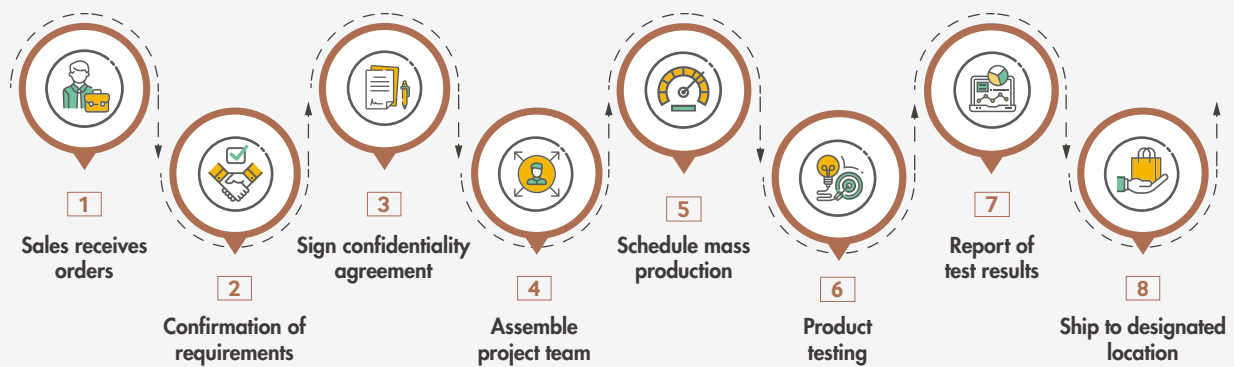 1
Sales receives
orders
2
Confirmation of
requirements
3
Sign confidentiality
agreement
4
Assemble
project team
5
Schedule mass
production
6
Product
testing
7
Report of
test results
8
Ship to designated
location